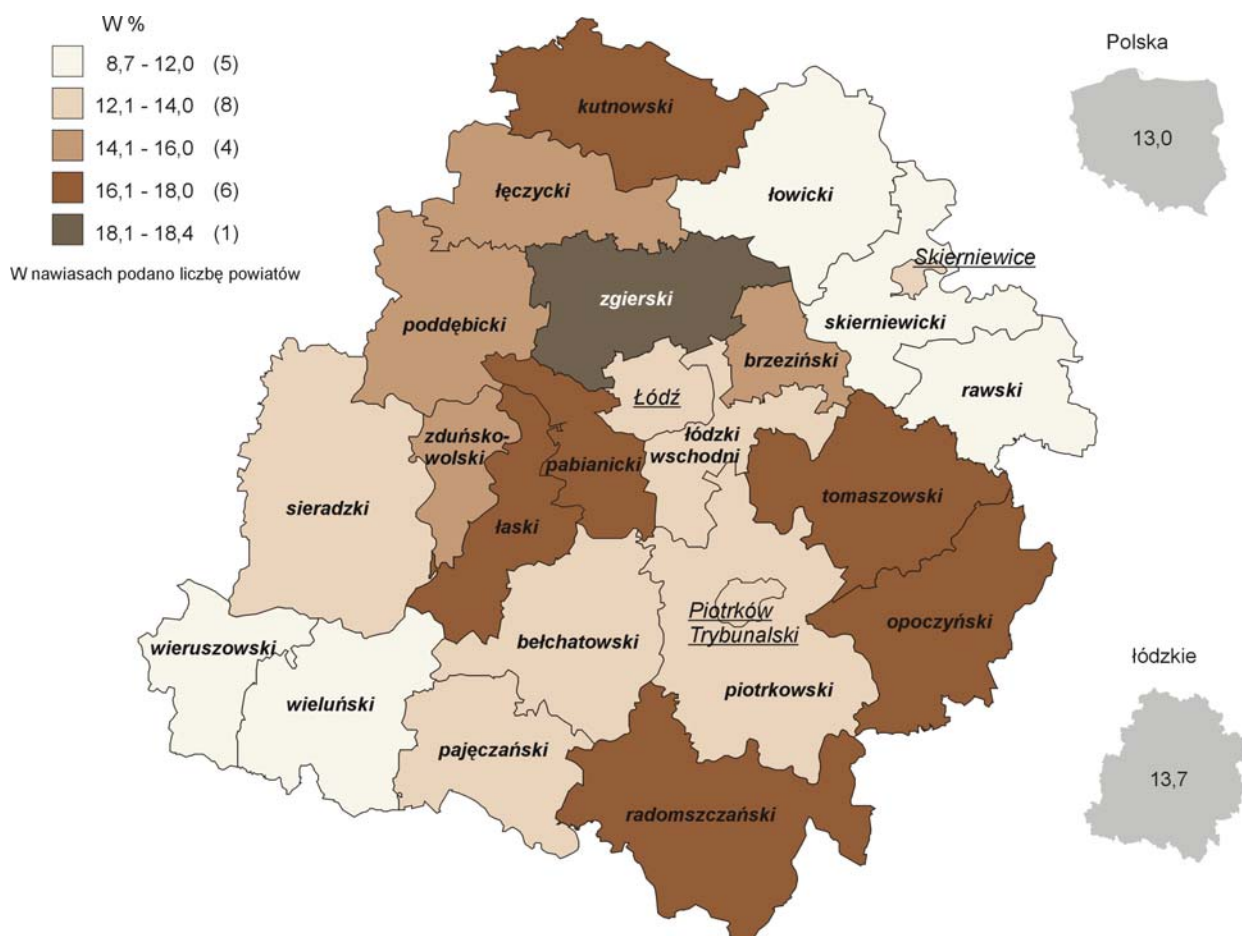 W %
8,7 - 12,0 (5)
12,1 - 14,0 (8)
14,1 - 16,0 (4)
16,1 - 18,0 (6)
18,1 - 18,4 (1)
W nawiasach podano liczbę powiatów
Polska
13,0
kutnowski
łęczycki
łowicki
Skierniewice
zgierski
skierniewicki
poddębicki
brzeziński
rawski
Łódź
łódzki
wschodni
zduńsko-
wolski
pabianicki
tomaszowski
sieradzki
łaski
Piotrków
Trybunalski
opoczyński
wieruszowski
bełchatowski
piotrkowski
wieluński
pajęczański
radomszczański
łódzkie
13,7